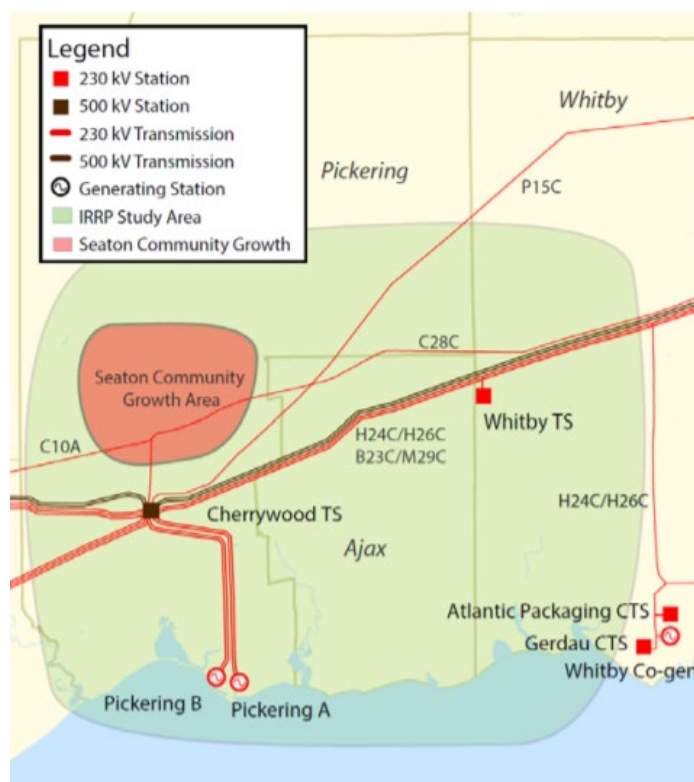 Legend
230 kV Station
500 kV Station
230 kV Transmission
500 kV Transmission
Generating Station
IRRP Study Area
Seaton Community Growth
Whitby
Pickering
P15C
C28C
Seaton Community
Growth Area
Whitby TS
C10A
H24C/H26C
B23C/M29C
H24C/H26C
Cherrywood TS
Ajax
Atlantic Packaging CTS
Gerdau CTS
Whitby Co-gen
Pickering B
Pickering A